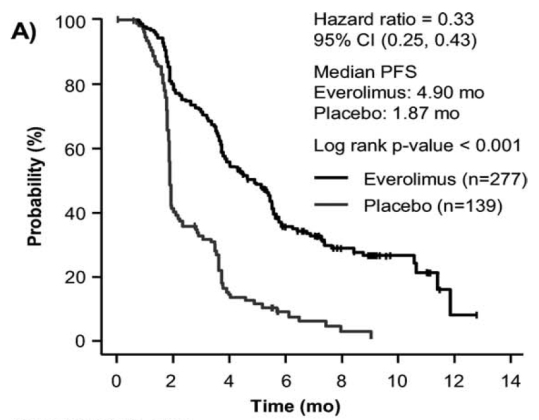 A)
Hazard ratio = 0.33
95% CI (0.25, 0.43)
Median PFS
Everolimus: 4.90 mo
Placebo: 1.87 mo
Log rank p-value < 0.001
Everolimus (n=277)
Placebo (n=139)
Probability (%)
100
80
60
40
20
0
0 2 4 6 8 10 12 14
Time (mo)